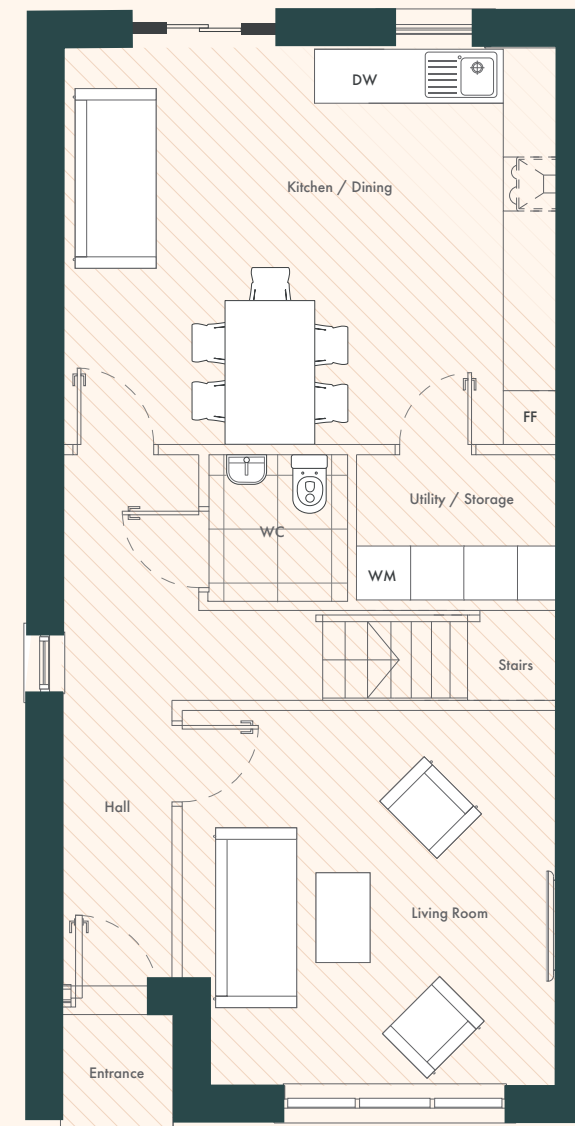 DW
Kitchen / Dining
FF
Utility / Storage
WC
WM
Stairs
Hall
Living Room
Entrance